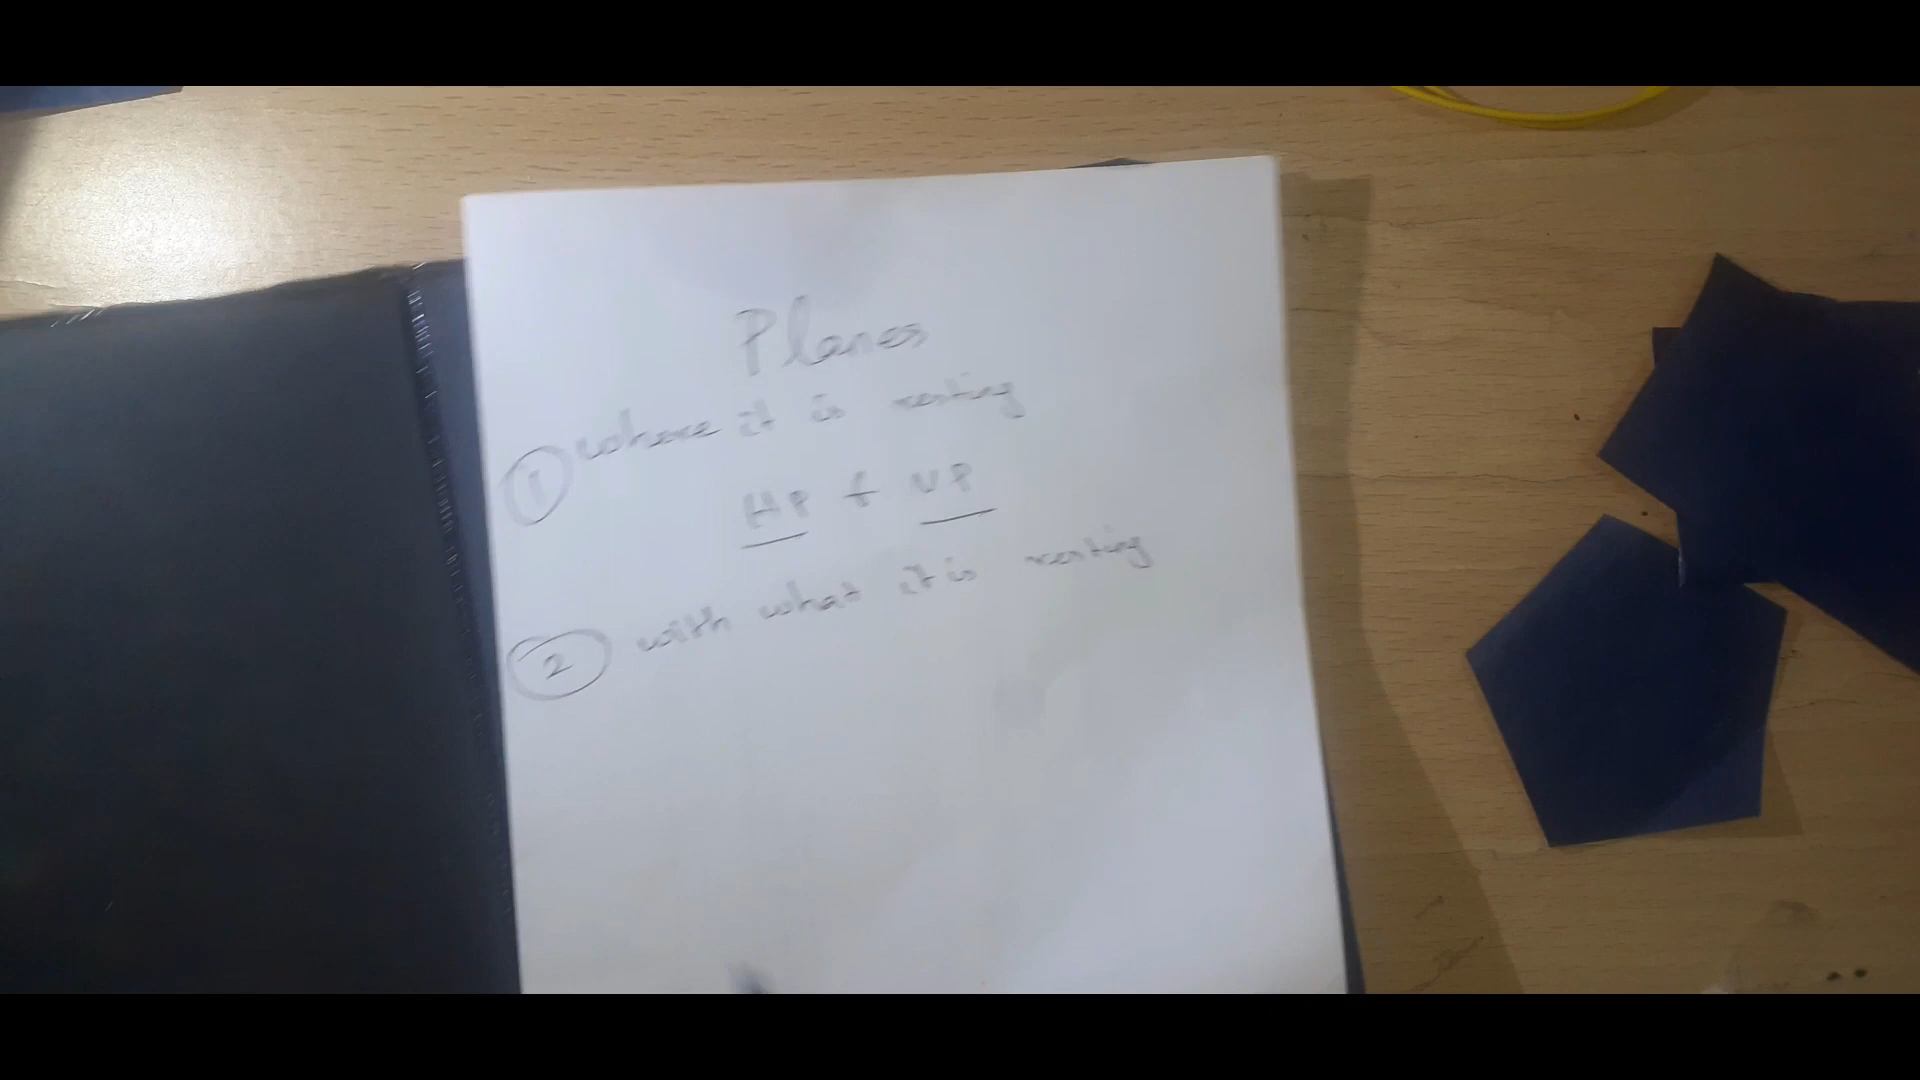 Planes
① where it is resting
HP & VP
② with what it is resting